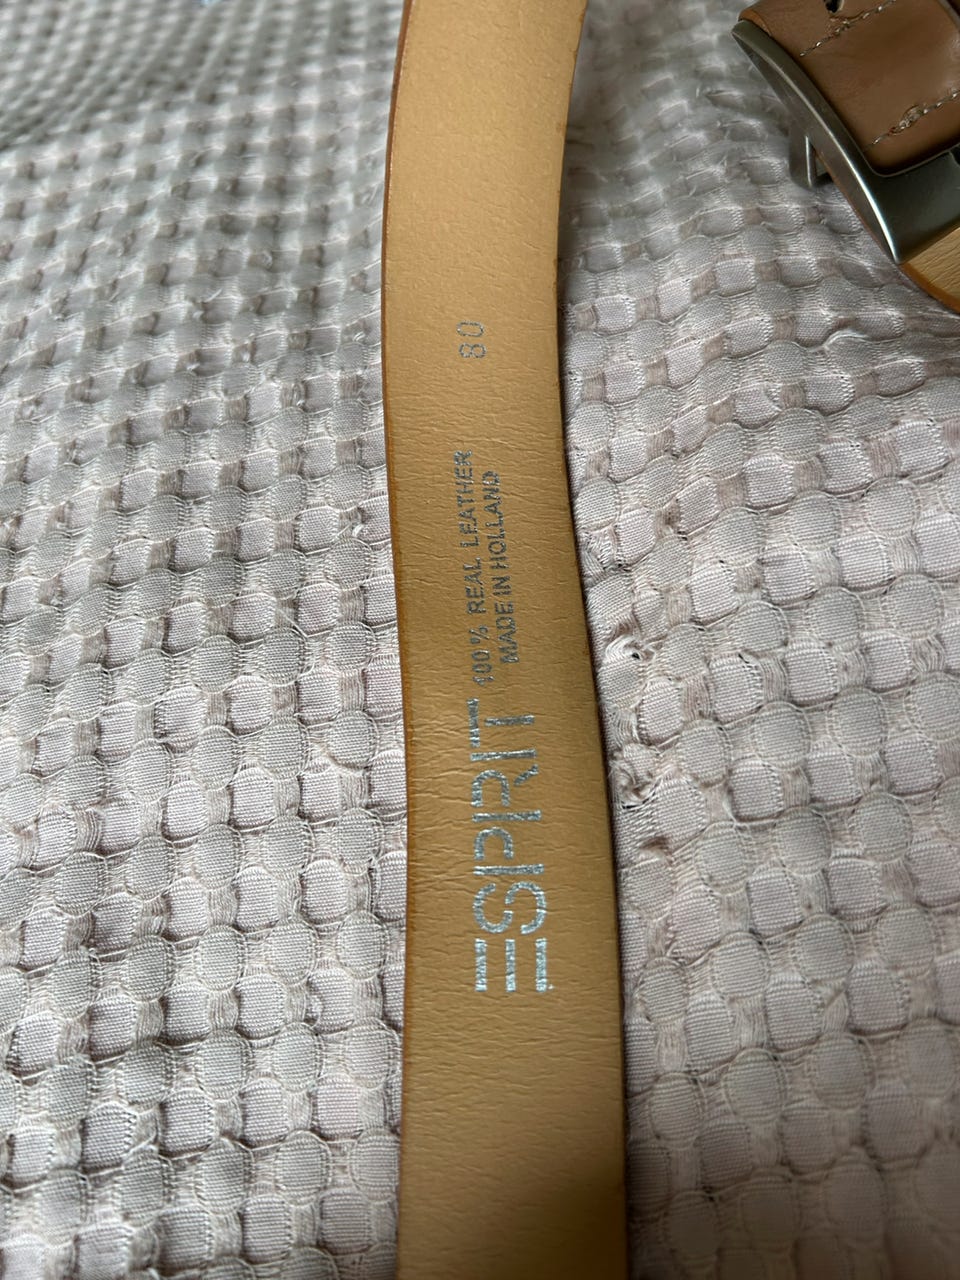 ESPRIT
100 % REAL LEATHER
MADE IN HOLLAND
80